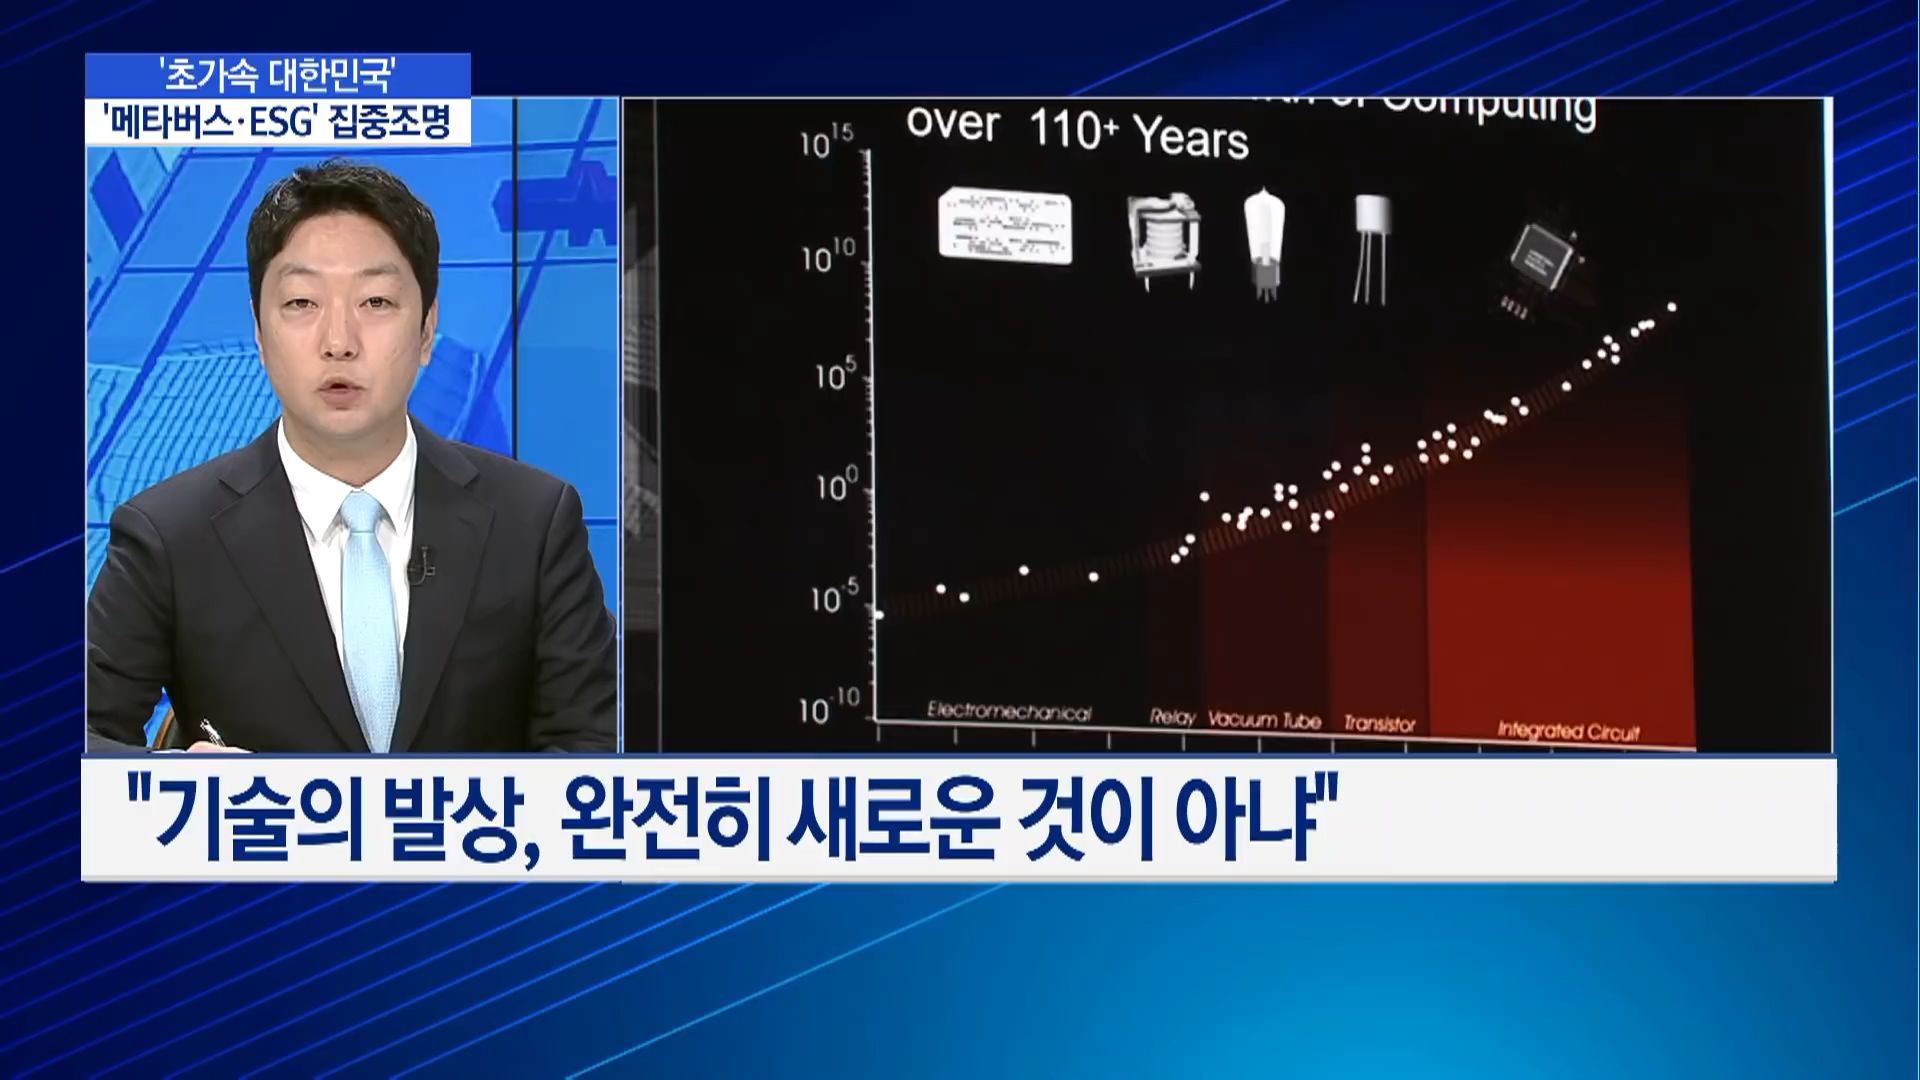 '초가속 대한민국'
'메타버스·ESG' 집중조명
of Computing
over 110+ Years
10^15
10^10
10^5
10^0
10^-5
10^-10
Electromechanical Relay Vacuum Tube Transistor Integrated Circuit
"기술의 발상, 완전히 새로운 것이 아냐"